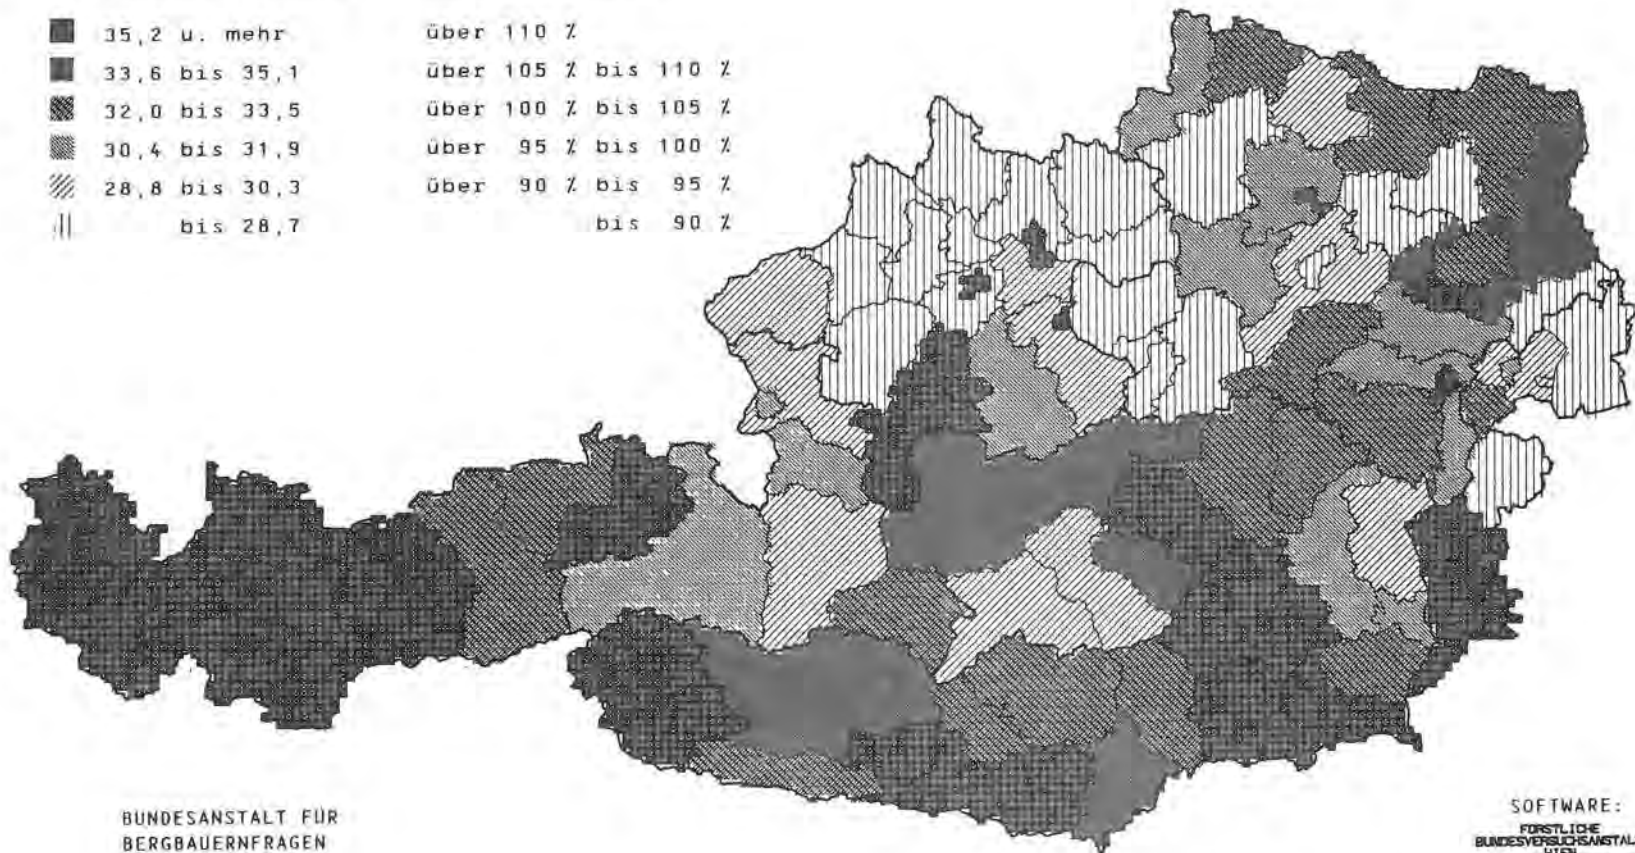 35,2 u. mehr über 110 %
33,6 bis 35,1 über 105 % bis 110 %
32,0 bis 33,5 über 100 % bis 105 %
30,4 bis 31,9 über 95 % bis 100 %
28,8 bis 30,3 über 90 % bis 95 %
bis 28,7 bis 90 %
BUNDESANSTALT FÜR
BERGBAUERNFRAGEN
SOFTWARE:
FORSTLICHE
BUNDESVERSUCHSANSTAL
WIEN